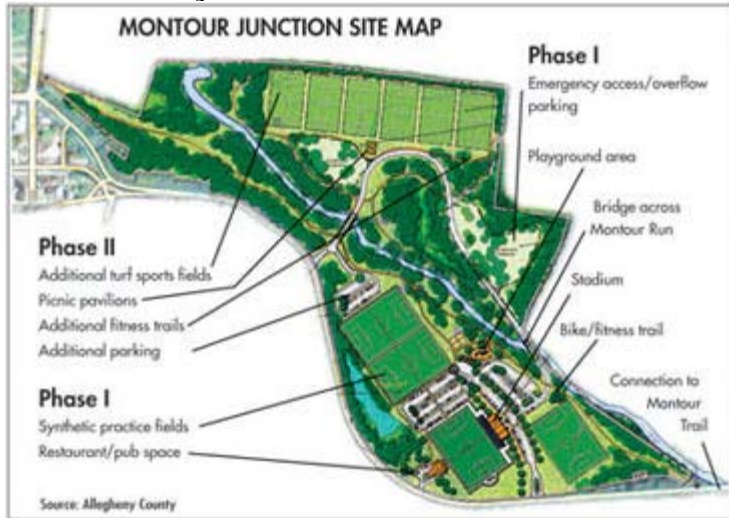 MONTOUR JUNCTION SITE MAP
Phase I
Emergency access/overflow
parking
Playground area
Bridge across
Montour Run
Stadium
Bike/fitness trail
Connection to
Montour
Trail
Phase II
Additional turf sports fields
Picnic pavilions
Additional fitness trails
Additional parking
Phase I
Synthetic practice fields
Restaurant/pub space
Source: Allegheny County